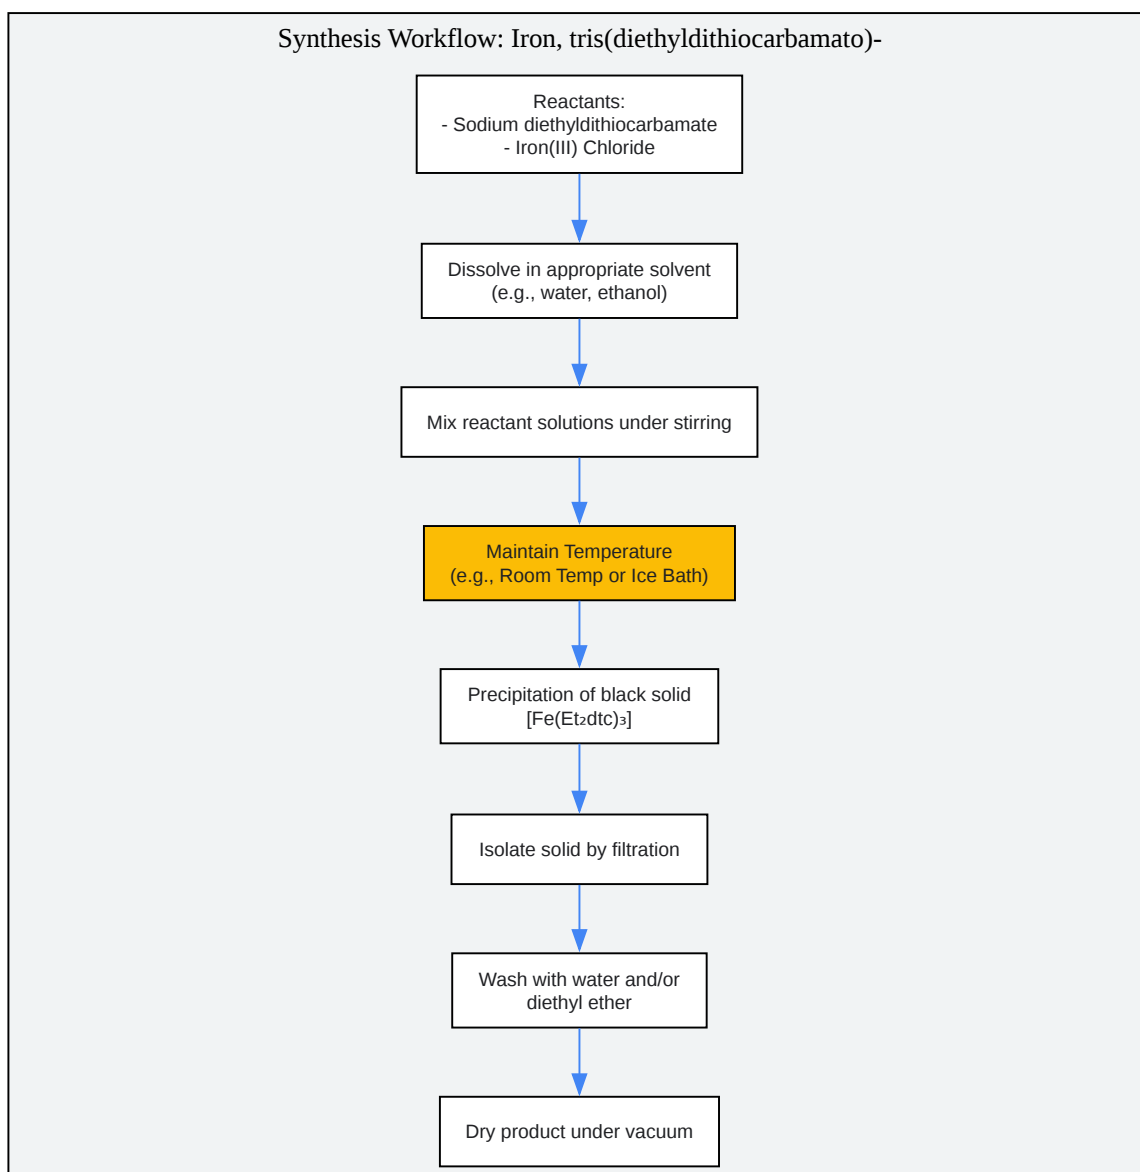 Synthesis Workflow: Iron, tris(diethyldithiocarbamato)-
Reactants:
- Sodium diethyldithiocarbamate
- Iron(III) Chloride
Dissolve in appropriate solvent
(e.g., water, ethanol)
Mix reactant solutions under stirring
Maintain Temperature
(e.g., Room Temp or Ice Bath)
Precipitation of black solid
[Fe(Et₂dtc)₃]
Isolate solid by filtration
Wash with water and/or
diethyl ether
Dry product under vacuum